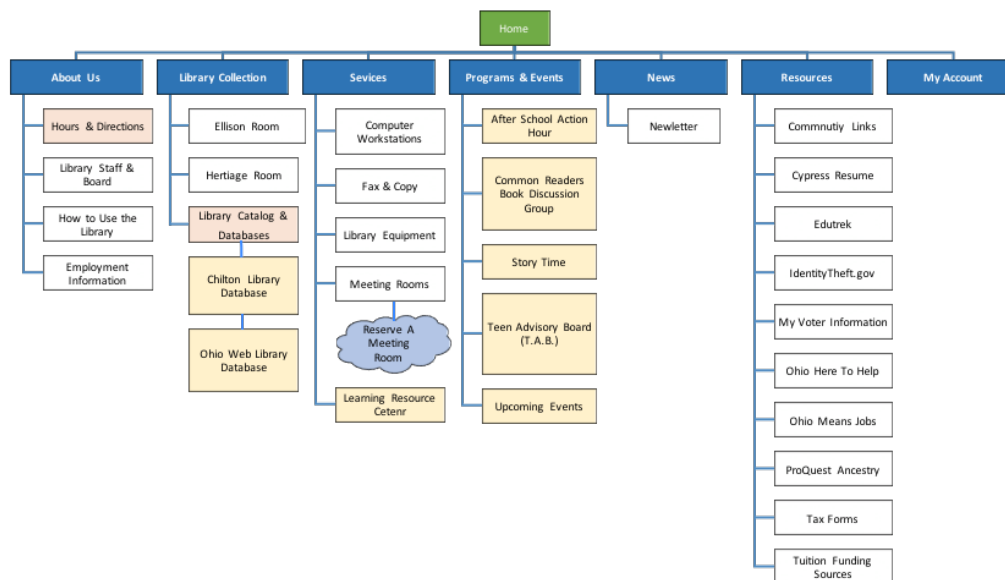 Home
About Us
Library Collection
Sevices
Programs & Events
News
Resources
My Account
Hours & Directions
Library Staff &
Board
How to Use the
Library
Employment
Information
Ellison Room
Hertiage Room
Library Catalog &
Databases
Chilton Library
Database
Ohio Web Library
Database
Computer
Workstations
Fax & Copy
Library Equipment
Meeting Rooms
Reserve A
Meeting
Room
Learning Resource
Cetenr
After School Action
Hour
Common Readers
Book Discussion
Group
Story Time
Teen Advisory Board
(T.A.B.)
Upcoming Events
Newletter
Commnutiy Links
Cypress Resume
Edutrek
IdentityTheft.gov
My Voter Information
Ohio Here To Help
Ohio Means Jobs
ProQuest Ancestry
Tax Forms
Tuition Funding
Sources